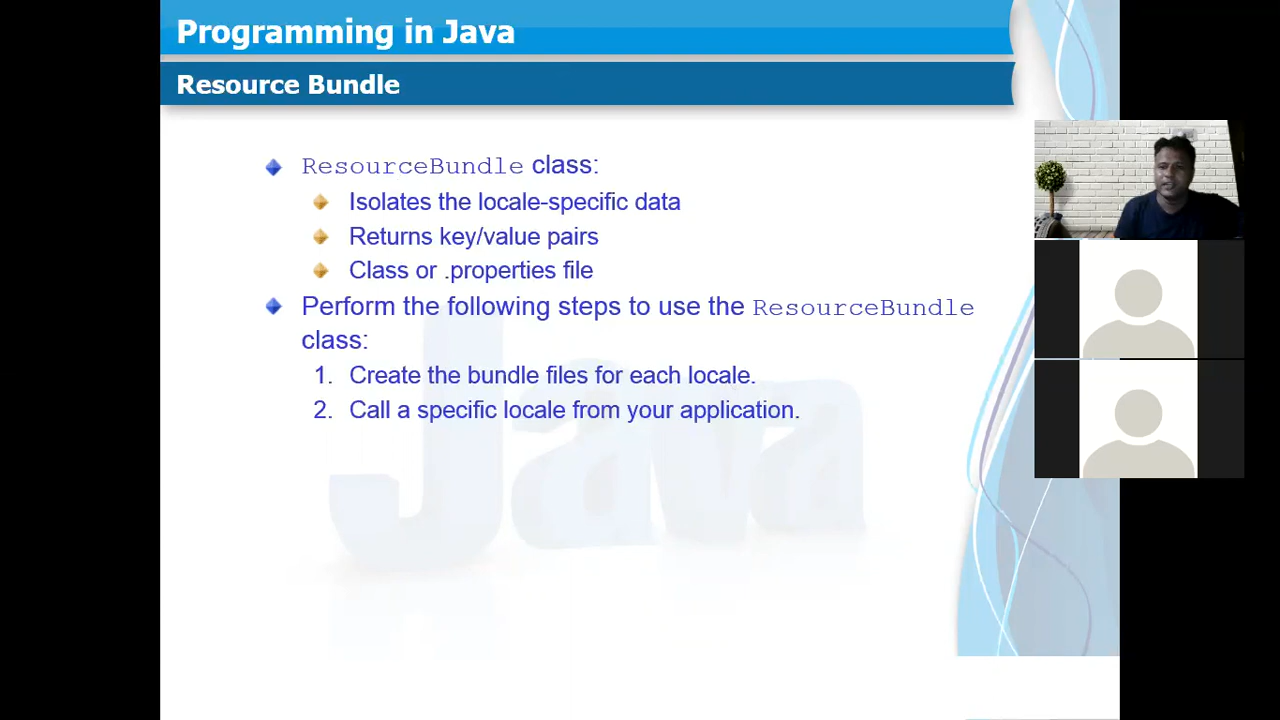 Programming in Java
Resource Bundle
ResourceBundle class:
Isolates the locale-specific data
Returns key/value pairs
Class or .properties file
Perform the following steps to use the ResourceBundle
class:
1. Create the bundle files for each locale.
2. Call a specific locale from your application.
Java